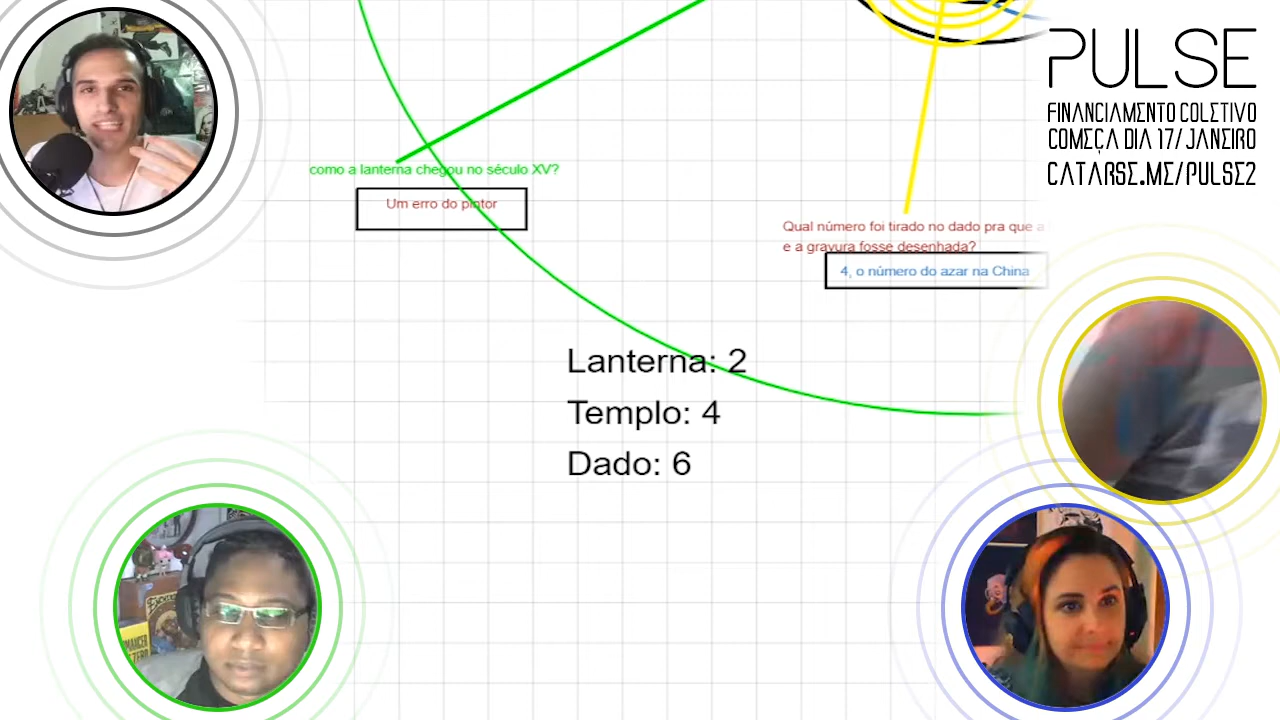 PULSE
FINANCIAMENTO COLETIVO
COMEÇA DIA 17/JANEIRO
CATARSE.ME/PULSE2
como a lanterna chegou no século XV?
Um erro do pintor
Qual número foi tirado no dado pra que a
e a gravura fosse desenhada?
4, o número do azar na China
Lanterna: 2
Templo: 4
Dado: 6